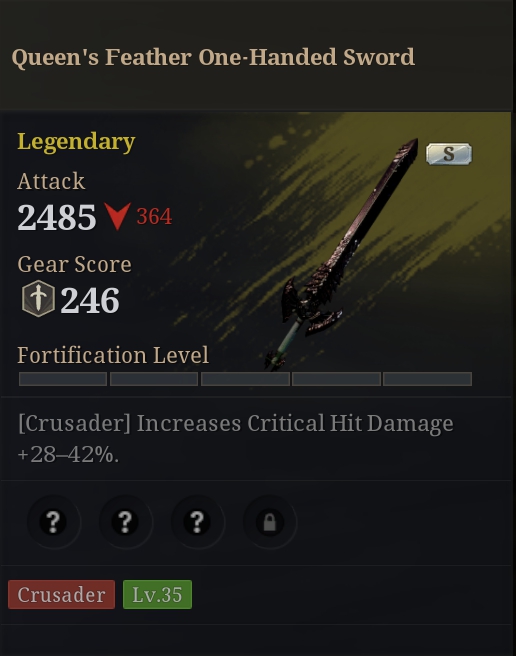 Queen's Feather One-Handed Sword
Legendary
S
Attack
2485 364
Gear Score
246
Fortification Level
[Crusader] Increases Critical Hit Damage
+28–42%.
? ? ?
Crusader Lv.35